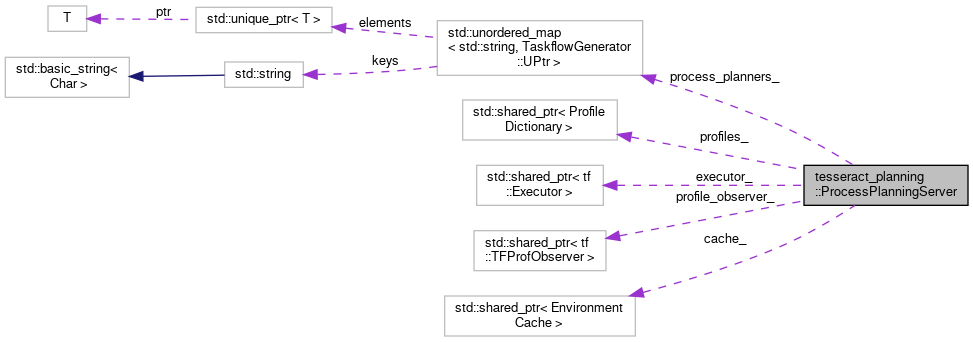 T
ptr
std::unique_ptr< T >
elements
std::unordered_map
< std::string, TaskflowGenerator
::UPtr >
keys
std::basic_string<
Char >
std::string
process_planners_
std::shared_ptr< Profile
Dictionary >
profiles_
std::shared_ptr< tf
::Executor >
executor_
tesseract_planning
::ProcessPlanningServer
profile_observer_
std::shared_ptr< tf
::TFProfObserver >
cache_
std::shared_ptr< Environment
Cache >